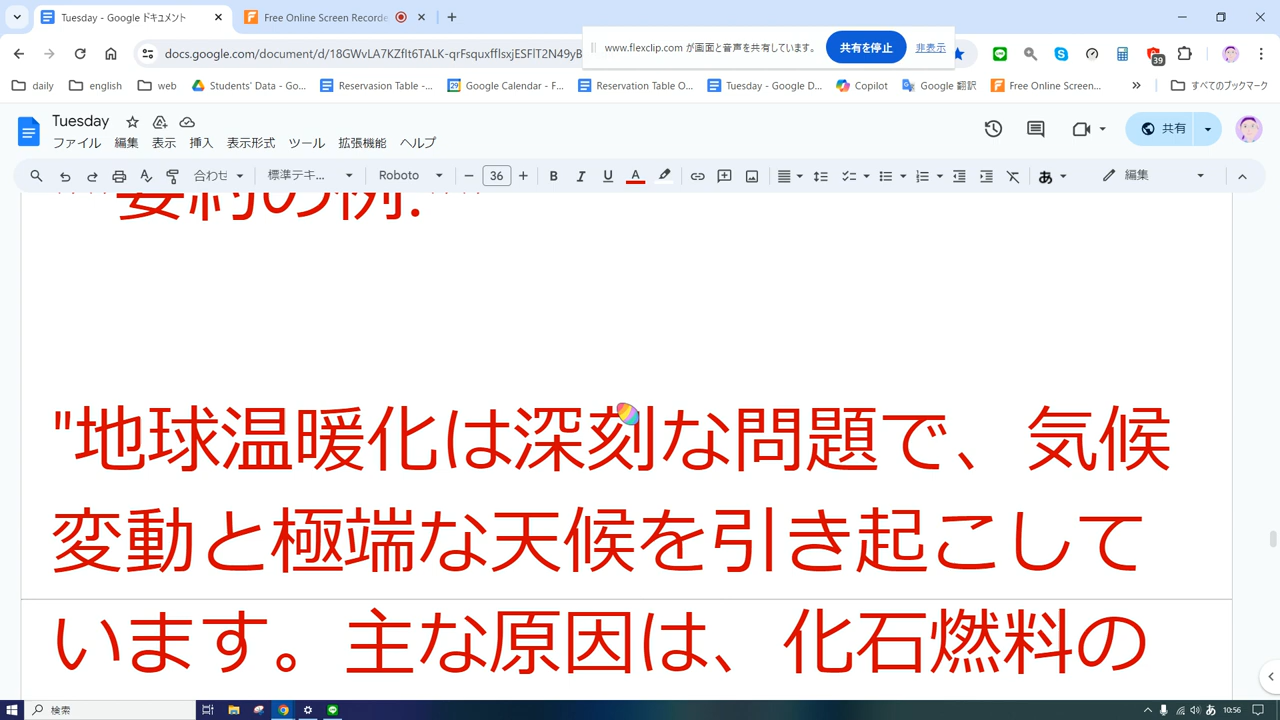 Tuesday - Google ドキュメント
Free Online Screen Recorde
docs.google.com/document/d/18GWvLA7KZflt6TALK-qrFsquxfflsxjESFlT2N49yB
www.flexclip.com が画面と音声を共有しています。
共有を停止
非表示
39
daily
english
web
Students' Data - Go...
Reservasion Table -...
Google Calendar - F...
Reservation Table O...
Tuesday - Google D...
Copilot
Google 翻訳
Free Online Screen...
»
すべてのブックマーク
Tuesday
ファイル 編集 表示 挿入 表示形式 ツール 拡張機能 ヘルプ
共有
合わせ
標準テキ...
Roboto
36
B I U A
あ
編集
**要約の例:**
"地球温暖化は深刻な問題で、気候
変動と極端な天候を引き起こして
います。主な原因は、化石燃料の
検索
あ
10:56